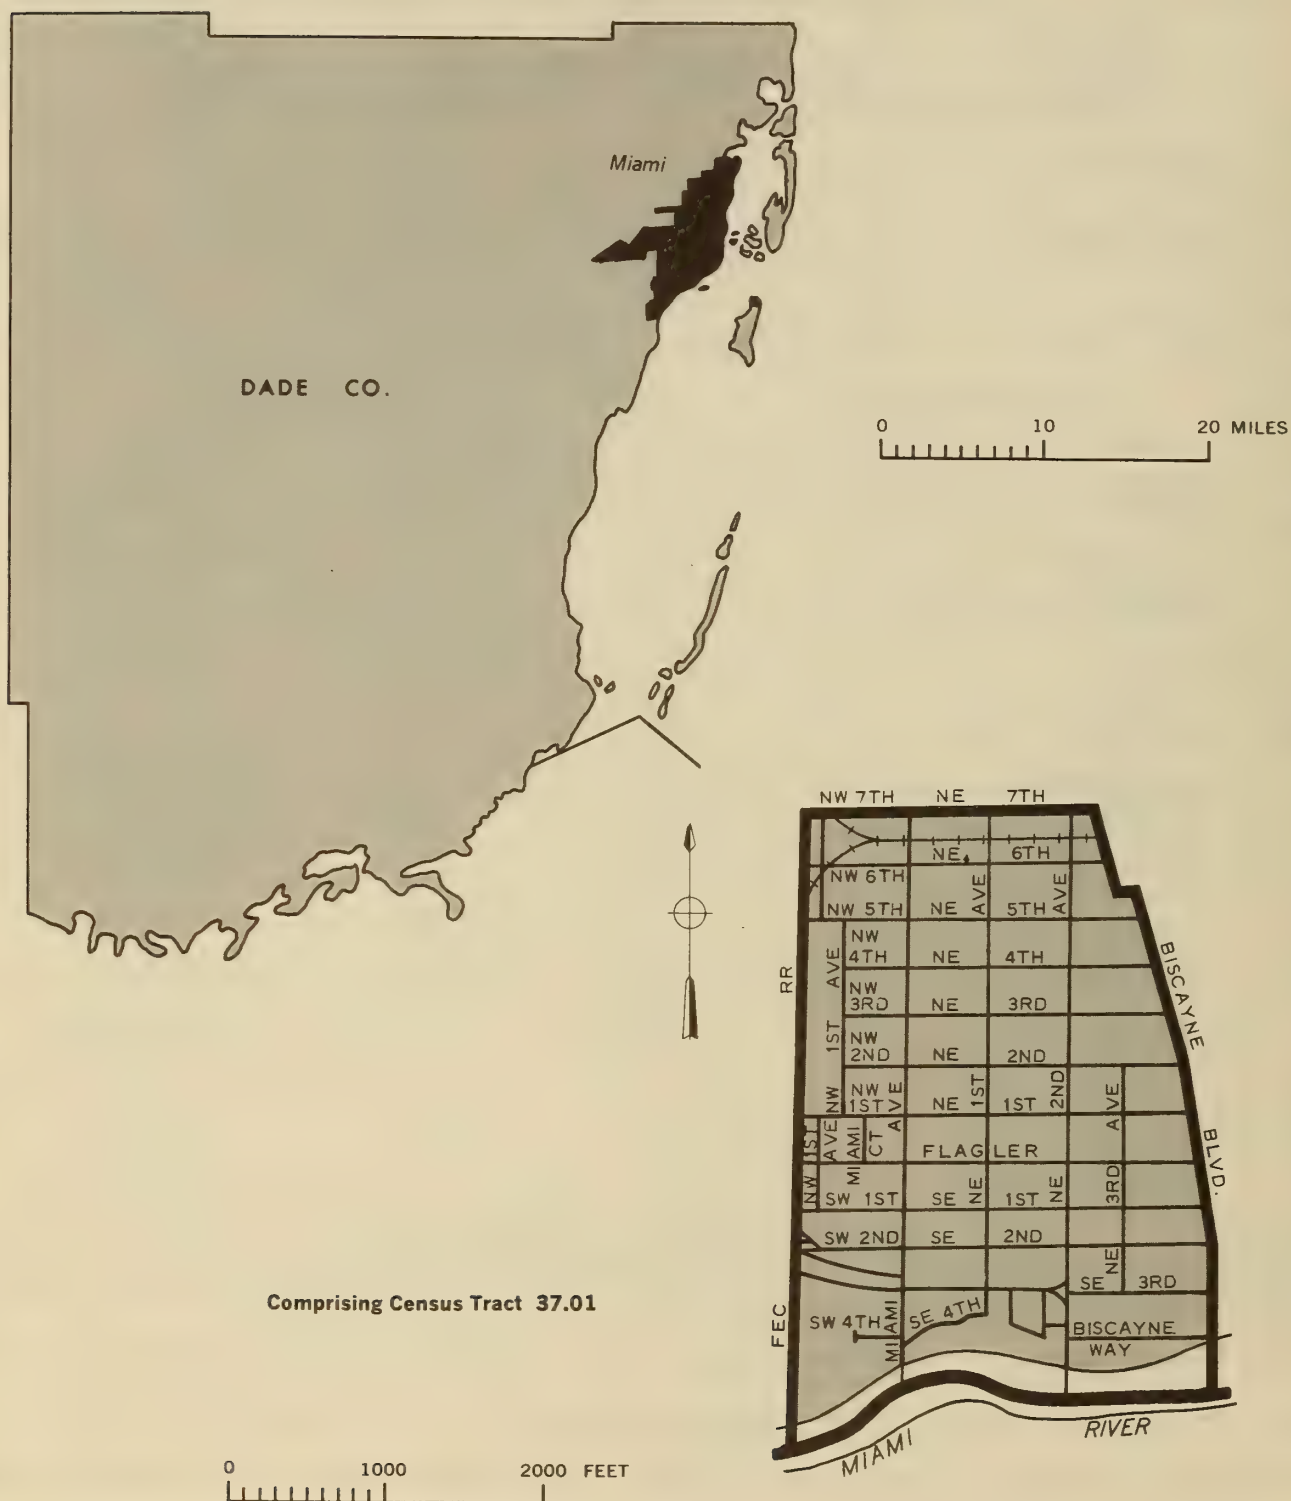 Miami
DADE CO.
0 10 20 MILES
NW 7TH NE 7TH
NE 6TH
NW 6TH
AVE AVE
NW 5TH NE 5TH
NW
4TH NE 4TH
NW
3RD NE 3RD
NW
2ND NE 2ND
NW
1ST NE 1ST
NW 1ST AVE
MIAMI AVE
NE 1ST
NE 2ND
NE 3RD AVE
NW 1ST AVE
MIAMI CT
FLAGLER
SW 1ST SE 1ST
SW 2ND SE 2ND
SE 3RD
SW 4TH
MIAMI
SE 4TH
BISCAYNE
WAY
BISCAYNE BLVD.
FEC RR
MIAMI RIVER
Comprising Census Tract 37.01
0 1000 2000 FEET